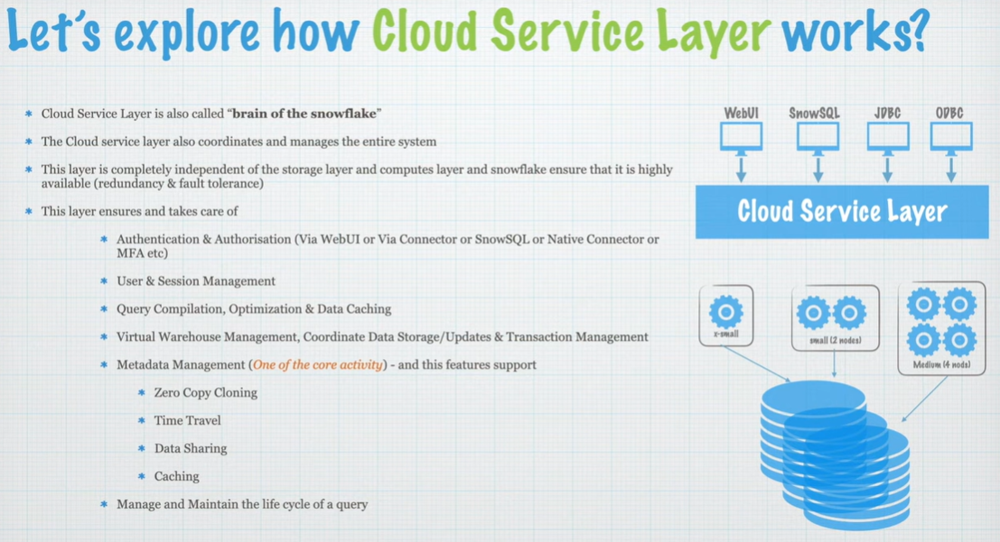 Let's explore how Cloud Service Layer works?
Cloud Service Layer is also called “brain of the snowflake”
The Cloud service layer also coordinates and manages the entire system
This layer is completely independent of the storage layer and computes layer and snowflake ensure that it is highly
available (redundancy & fault tolerance)
This layer ensures and takes care of
Authentication & Authorisation (Via WebUI or Via Connector or SnowSQL or Native Connector or
MFA etc)
User & Session Management
Query Compilation, Optimization & Data Caching
Virtual Warehouse Management, Coordinate Data Storage/Updates & Transaction Management
Metadata Management (One of the core activity) - and this features support
Zero Copy Cloning
Time Travel
Data Sharing
Caching
Manage and Maintain the life cycle of a query
WebUI SnowSQL JDBC ODBC
Cloud Service Layer
x-small
small (2 nodes)
Medium (4 nods)